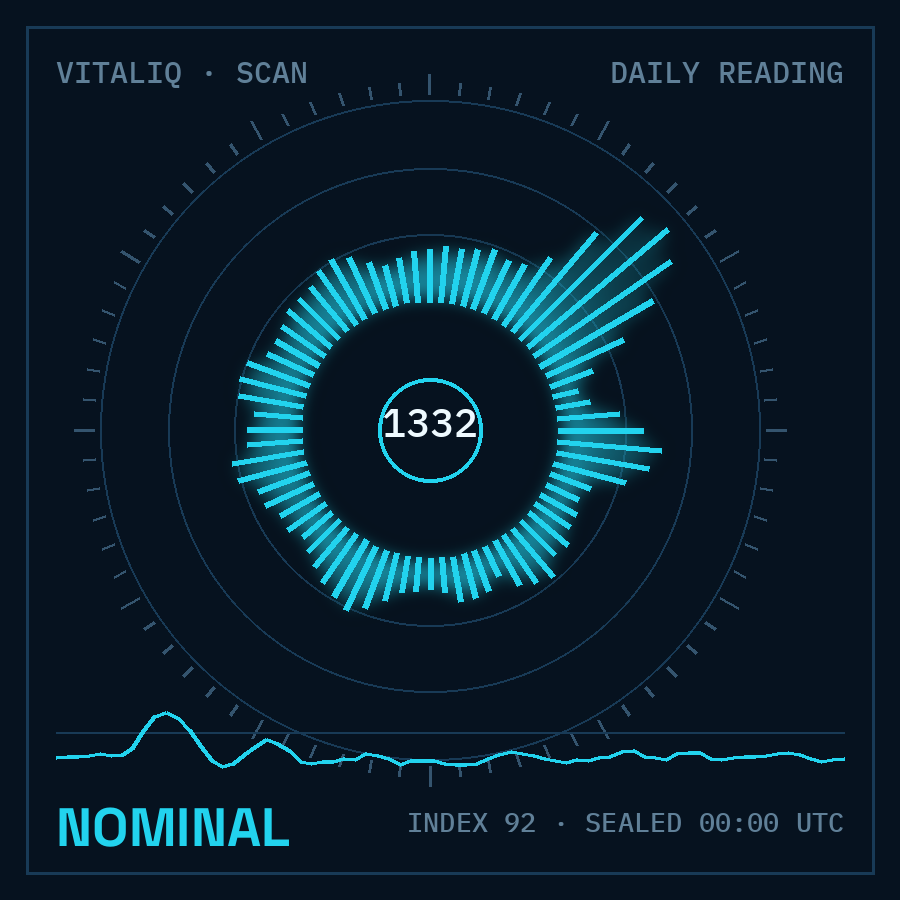 VITALIQ · SCAN
DAILY READING
1332
NOMINAL
INDEX 92 · SEALED 00:00 UTC